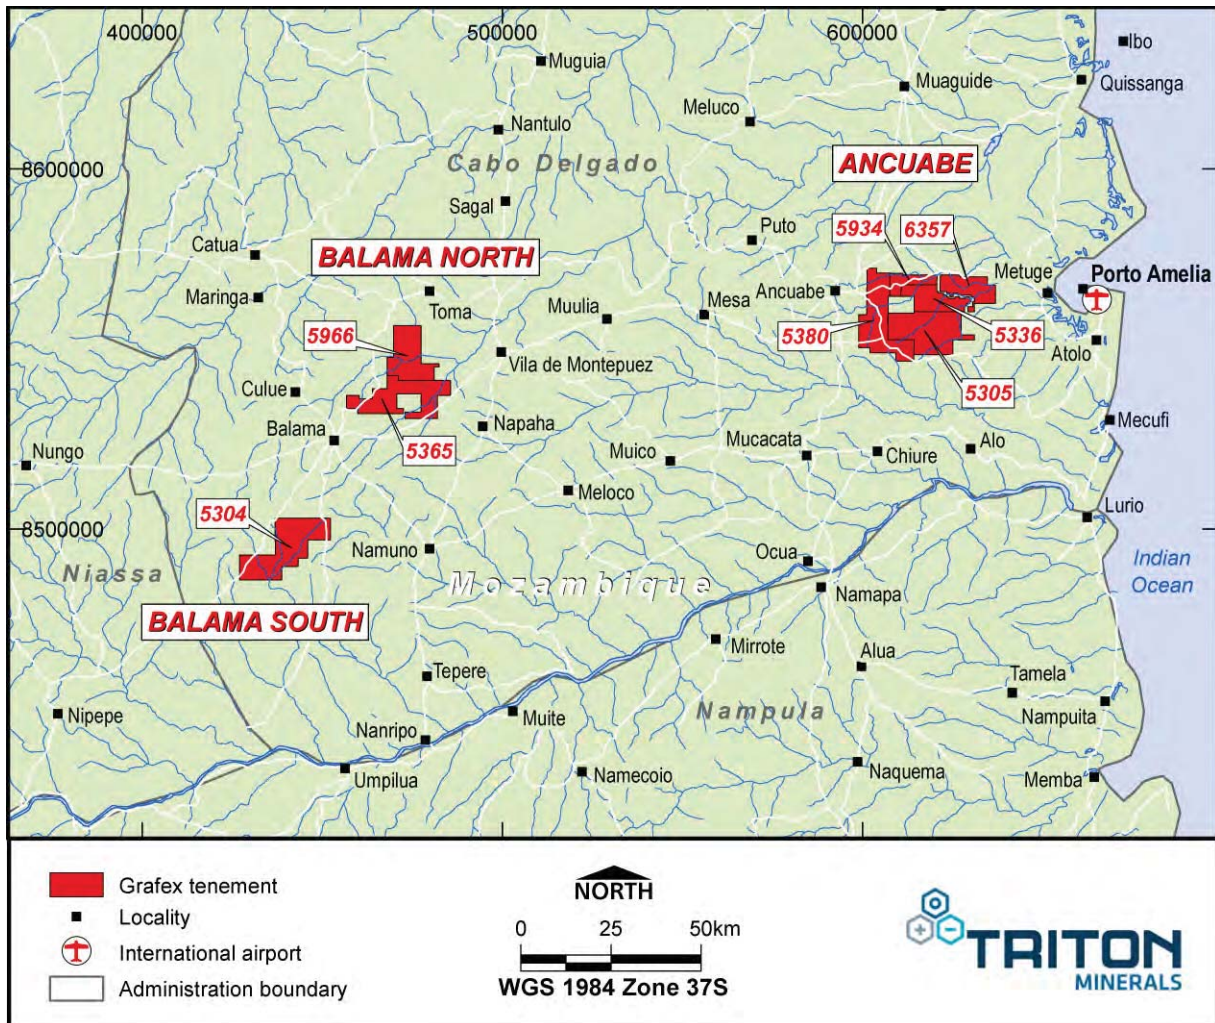 400000
500000
600000
Ibo
Muguia
Muaguide
Quissanga
Meluco
Nantulo
Cabo Delgado
ANCUABE
8600000
Sagal
5934
6357
Puto
Catua
BALAMA NORTH
Metuge
Porto Amelia
Ancuabe
Maringa
Toma
Muulia
Mesa
5966
5380
5336
Atolo
Vila de Montepuez
Culue
5305
Balama
Napaha
Mecufi
5365
Mucacata
Alo
Nungo
Muico
Chiure
Meloco
5304
Lurio
8500000
Namuno
Ocua
Indian
Ocean
Niassa
Mozambique
Namapa
BALAMA SOUTH
Mirrote
Alua
Tepere
Tamela
Nampula
Nipepe
Muite
Nampuita
Nanripo
Umpilua
Namecoio
Naquema
Memba
Grafex tenement
Locality
International airport
Administration boundary
NORTH
0 25 50km
WGS 1984 Zone 37S
TRITON
MINERALS